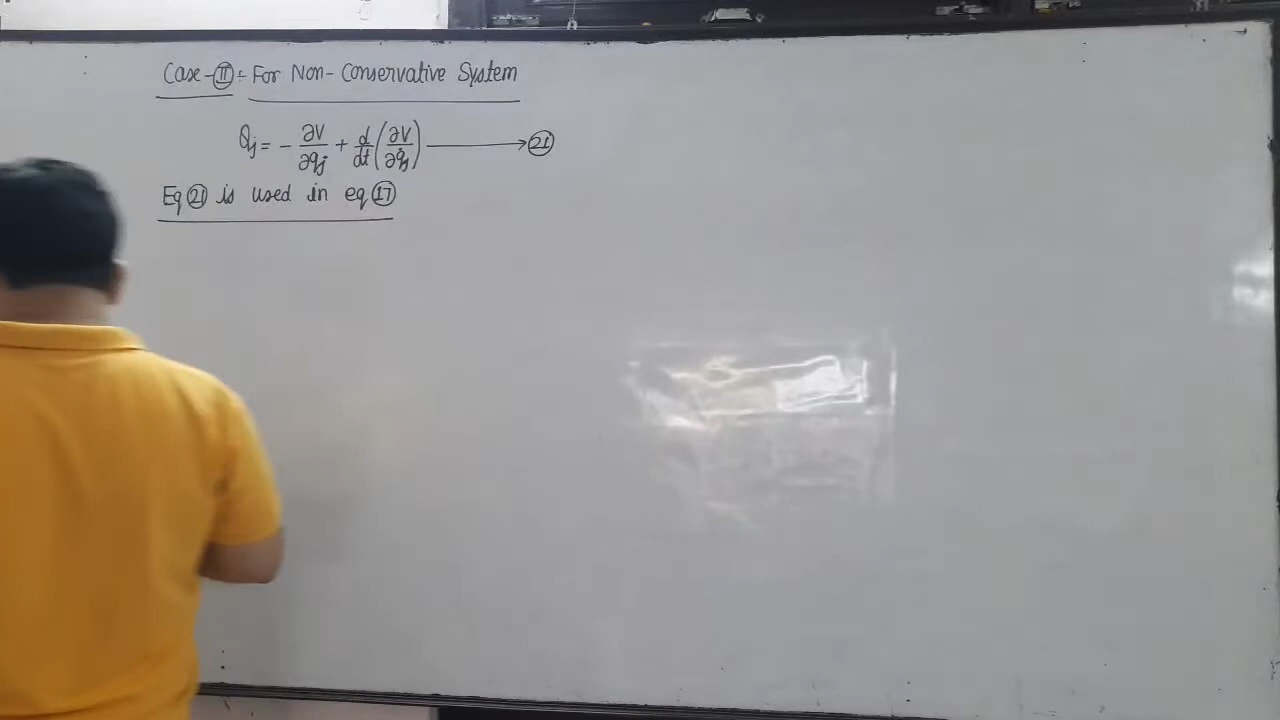 Case-Ⅱ:- For Non-Conservative System
Qj = - ∂V/∂qj + d/dt (∂V/∂q̇j) ⟶ ㉑
Eq ㉑ is used in eq ⑰